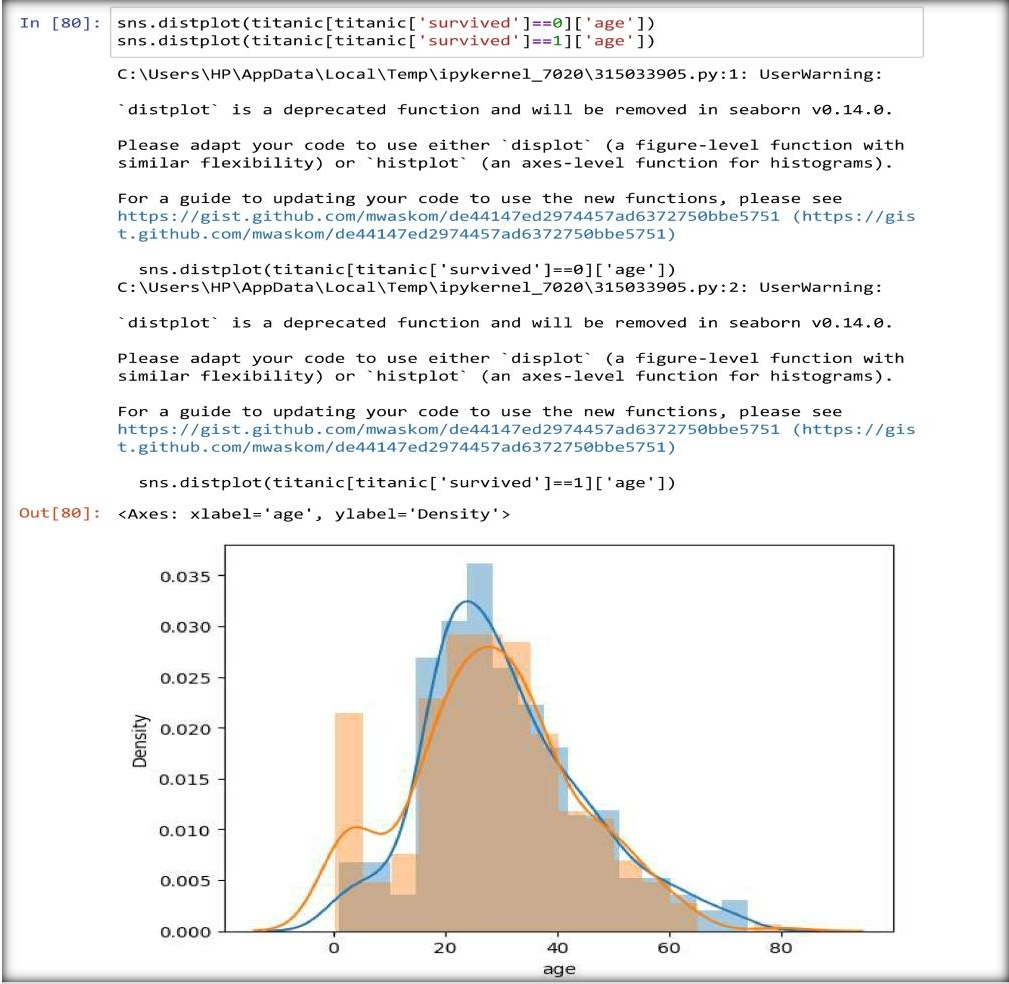 In [80]: sns.distplot(titanic[titanic['survived']==0]['age'])
sns.distplot(titanic[titanic['survived']==1]['age'])
C:\Users\HP\AppData\Local\Temp\ipykernel_7020\315033905.py:1: UserWarning:
`distplot` is a deprecated function and will be removed in seaborn v0.14.0.
Please adapt your code to use either `displot` (a figure-level function with
similar flexibility) or `histplot` (an axes-level function for histograms).
For a guide to updating your code to use the new functions, please see
https://gist.github.com/mwaskom/de44147ed2974457ad6372750bbe5751 (https://gis
t.github.com/mwaskom/de44147ed2974457ad6372750bbe5751)
sns.distplot(titanic[titanic['survived']==0]['age'])
C:\Users\HP\AppData\Local\Temp\ipykernel_7020\315033905.py:2: UserWarning:
`distplot` is a deprecated function and will be removed in seaborn v0.14.0.
Please adapt your code to use either `displot` (a figure-level function with
similar flexibility) or `histplot` (an axes-level function for histograms).
For a guide to updating your code to use the new functions, please see
https://gist.github.com/mwaskom/de44147ed2974457ad6372750bbe5751 (https://gis
t.github.com/mwaskom/de44147ed2974457ad6372750bbe5751)
sns.distplot(titanic[titanic['survived']==1]['age'])
Out[80]: <Axes: xlabel='age', ylabel='Density'>
0.035
0.030
0.025
0.020
0.015
0.010
0.005
0.000
Density
0 20 40 60 80
age